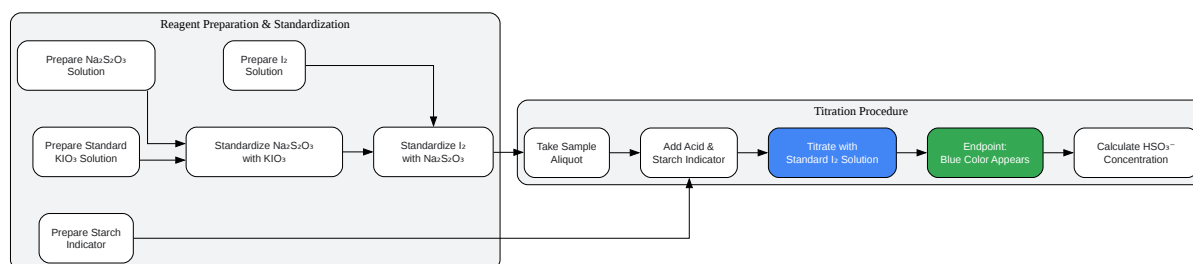 Reagent Preparation & Standardization
Prepare Na₂S₂O₃
Solution
Prepare I₂
Solution
Prepare Standard
KIO₃ Solution
Standardize Na₂S₂O₃
with KIO₃
Standardize I₂
with Na₂S₂O₃
Prepare Starch
Indicator
Titration Procedure
Take Sample
Aliquot
Add Acid &
Starch Indicator
Titrate with
Standard I₂ Solution
Endpoint:
Blue Color Appears
Calculate HSO₃⁻
Concentration